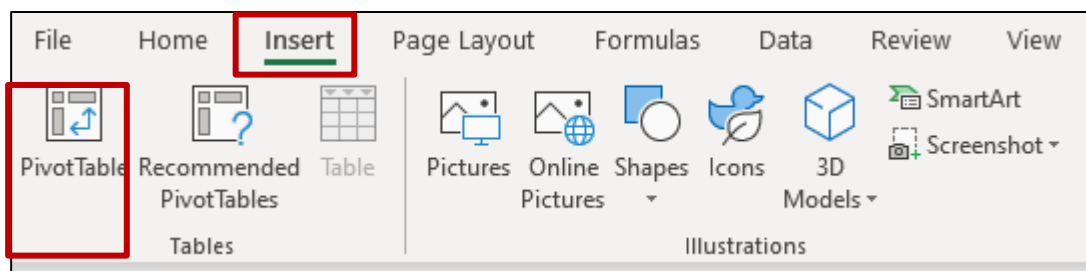 File Home Insert Page Layout Formulas Data Review View
PivotTable Recommended PivotTables Table
Pictures Online Pictures Shapes Icons 3D Models SmartArt
Screenshot
Tables Illustrations